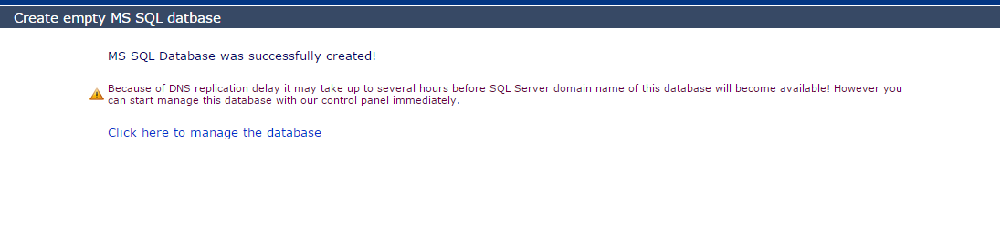 Create empty MS SQL datbase
MS SQL Database was successfully created!
Because of DNS replication delay it may take up to several hours before SQL Server domain name of this database will become available! However you
can start manage this database with our control panel immediately.
Click here to manage the database